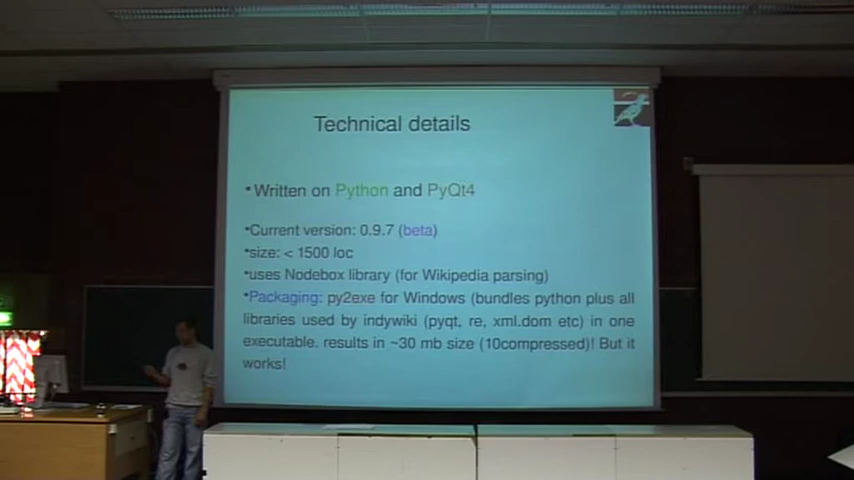 Technical details
• Written on Python and PyQt4
•Current version: 0.9.7 (beta)
•size: < 1500 loc
•uses Nodebox library (for Wikipedia parsing)
•Packaging: py2exe for Windows (bundles python plus all
libraries used by indywiki (pyqt, re, xml.dom etc) in one
executable. results in ~30 mb size (10compressed)! But it
works!